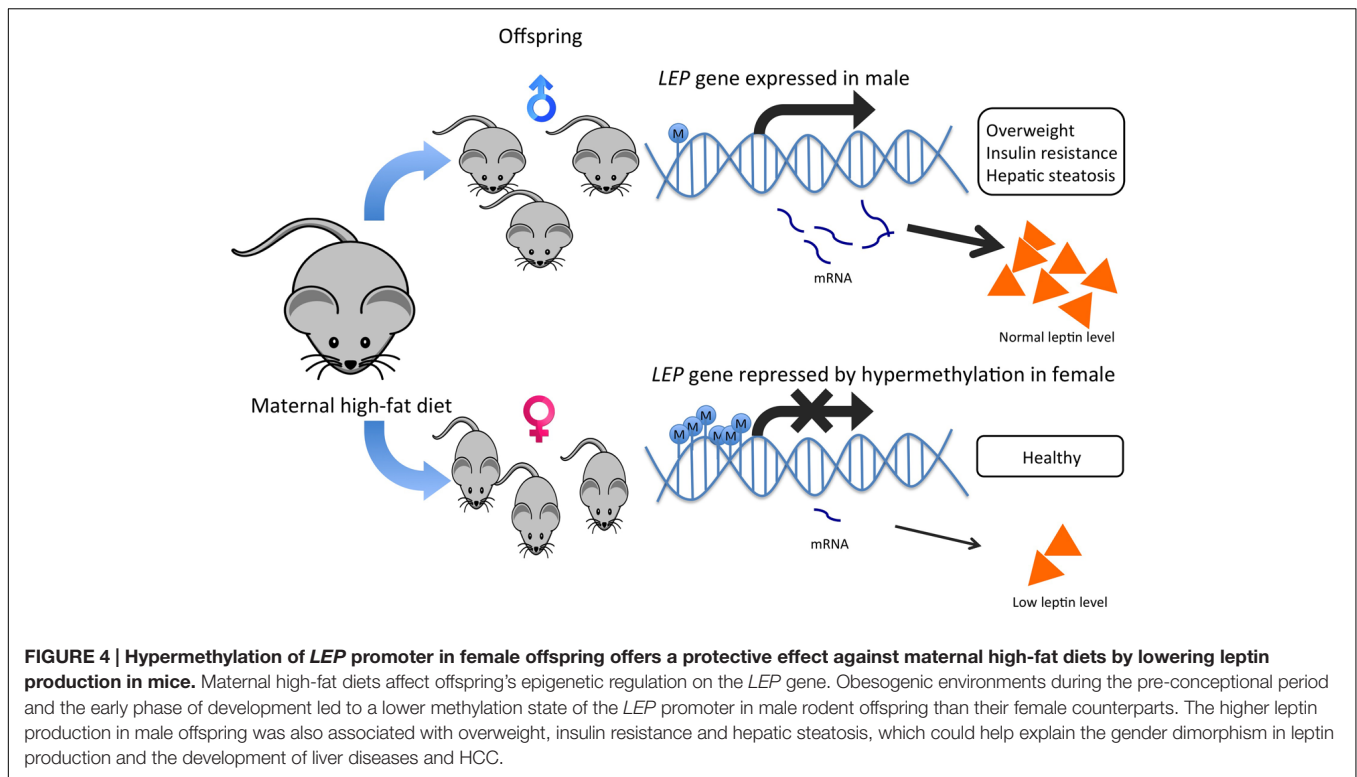 Offspring
LEP gene expressed in male
M
Overweight
Insulin resistance
Hepatic steatosis
mRNA
Normal leptin level
Maternal high-fat diet
LEP gene repressed by hypermethylation in female
M M M M M M
Healthy
mRNA
Low leptin level
FIGURE 4 | Hypermethylation of LEP promoter in female offspring offers a protective effect against maternal high-fat diets by lowering leptin
production in mice. Maternal high-fat diets affect offspring's epigenetic regulation on the LEP gene. Obesogenic environments during the pre-conceptional period
and the early phase of development led to a lower methylation state of the LEP promoter in male rodent offspring than their female counterparts. The higher leptin
production in male offspring was also associated with overweight, insulin resistance and hepatic steatosis, which could help explain the gender dimorphism in leptin
production and the development of liver diseases and HCC.